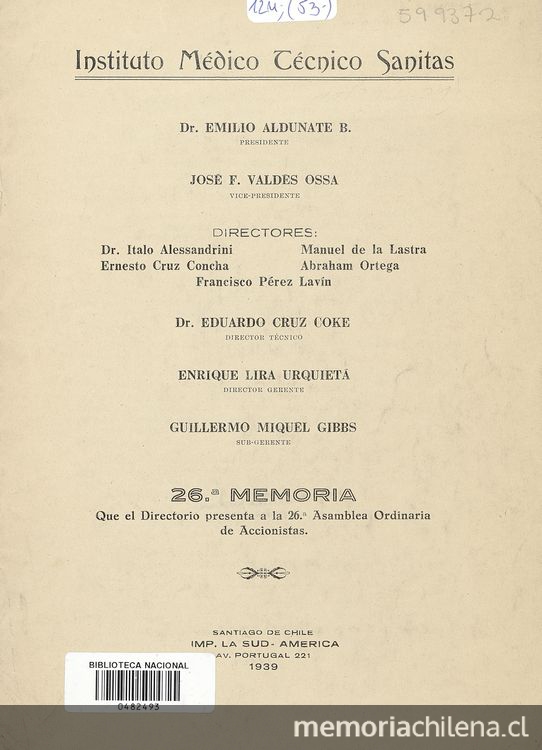 12M; (53-)
599372
Instituto Médico Técnico Sanitas
Dr. EMILIO ALDUNATE B.
PRESIDENTE
JOSÉ F. VALDÉS OSSA
VICE-PRESIDENTE
DIRECTORES:
Dr. Italo Alessandrini Manuel de la Lastra
Ernesto Cruz Concha Abraham Ortega
Francisco Pérez Lavín
Dr. EDUARDO CRUZ COKE
DIRECTOR TÉCNICO
ENRIQUE LIRA URQUIETA
DIRECTOR GERENTE
GUILLERMO MIQUEL GIBBS
SUB-GERENTE
26.ª MEMORIA
Que el Directorio presenta a la 26.ª Asamblea Ordinaria
de Accionistas.
SANTIAGO DE CHILE
IMP. LA SUD-AMERICA
AV. PORTUGAL 221
1939
BIBLIOTECA NACIONAL
0482493
memoriachilena.cl